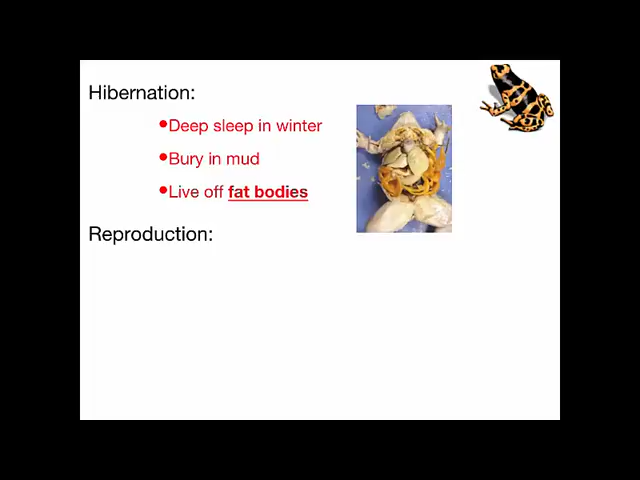 Hibernation:
•Deep sleep in winter
•Bury in mud
•Live off fat bodies
Reproduction: